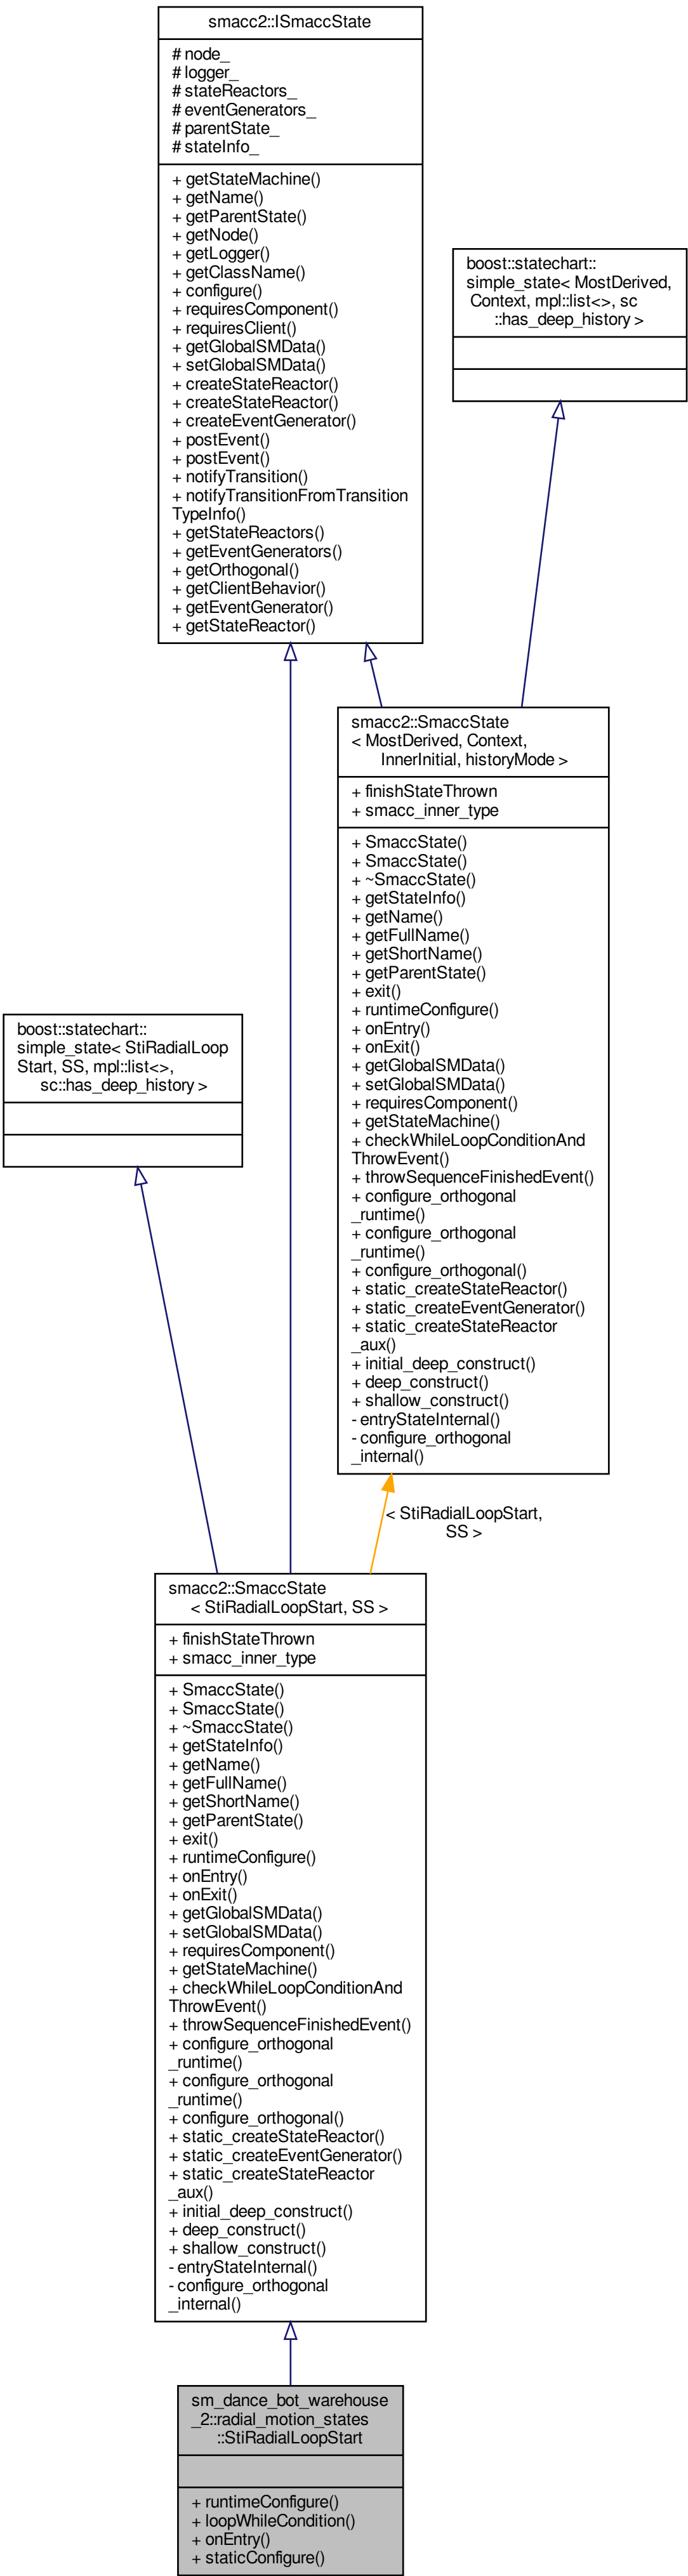 smacc2::ISmaccState
# node_
# logger_
# stateReactors_
# eventGenerators_
# parentState_
# stateInfo_
+ getStateMachine()
+ getName()
+ getParentState()
+ getNode()
+ getLogger()
+ getClassName()
+ configure()
+ requiresComponent()
+ requiresClient()
+ getGlobalSMData()
+ setGlobalSMData()
+ createStateReactor()
+ createStateReactor()
+ createEventGenerator()
+ postEvent()
+ postEvent()
+ notifyTransition()
+ notifyTransitionFromTransition
TypeInfo()
+ getStateReactors()
+ getEventGenerators()
+ getOrthogonal()
+ getClientBehavior()
+ getEventGenerator()
+ getStateReactor()
boost::statechart::
simple_state< MostDerived,
Context, mpl::list<>, sc
::has_deep_history >
smacc2::SmaccState
< MostDerived, Context,
InnerInitial, historyMode >
+ finishStateThrown
+ smacc_inner_type
+ SmaccState()
+ SmaccState()
+ ~SmaccState()
+ getStateInfo()
+ getName()
+ getFullName()
+ getShortName()
+ getParentState()
+ exit()
+ runtimeConfigure()
+ onEntry()
+ onExit()
+ getGlobalSMData()
+ setGlobalSMData()
+ requiresComponent()
+ getStateMachine()
+ checkWhileLoopConditionAnd
ThrowEvent()
+ throwSequenceFinishedEvent()
+ configure_orthogonal
_runtime()
+ configure_orthogonal
_runtime()
+ configure_orthogonal()
+ static_createStateReactor()
+ static_createEventGenerator()
+ static_createStateReactor
_aux()
+ initial_deep_construct()
+ deep_construct()
+ shallow_construct()
- entryStateInternal()
- configure_orthogonal
_internal()
boost::statechart::
simple_state< StiRadialLoop
Start, SS, mpl::list<>,
sc::has_deep_history >
< StiRadialLoopStart,
SS >
smacc2::SmaccState
< StiRadialLoopStart, SS >
+ finishStateThrown
+ smacc_inner_type
+ SmaccState()
+ SmaccState()
+ ~SmaccState()
+ getStateInfo()
+ getName()
+ getFullName()
+ getShortName()
+ getParentState()
+ exit()
+ runtimeConfigure()
+ onEntry()
+ onExit()
+ getGlobalSMData()
+ setGlobalSMData()
+ requiresComponent()
+ getStateMachine()
+ checkWhileLoopConditionAnd
ThrowEvent()
+ throwSequenceFinishedEvent()
+ configure_orthogonal
_runtime()
+ configure_orthogonal
_runtime()
+ configure_orthogonal()
+ static_createStateReactor()
+ static_createEventGenerator()
+ static_createStateReactor
_aux()
+ initial_deep_construct()
+ deep_construct()
+ shallow_construct()
- entryStateInternal()
- configure_orthogonal
_internal()
sm_dance_bot_warehouse
_2::radial_motion_states
::StiRadialLoopStart
+ runtimeConfigure()
+ loopWhileCondition()
+ onEntry()
+ staticConfigure()